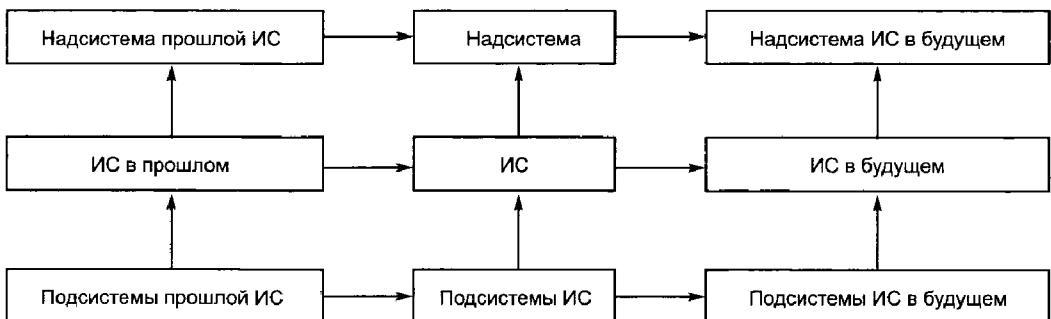 Надсистема прошлой ИС
Надсистема
Надсистема ИС в будущем
ИС в прошлом
ИС
ИС в будущем
Подсистемы прошлой ИС
Подсистемы ИС
Подсистемы ИС в будущем